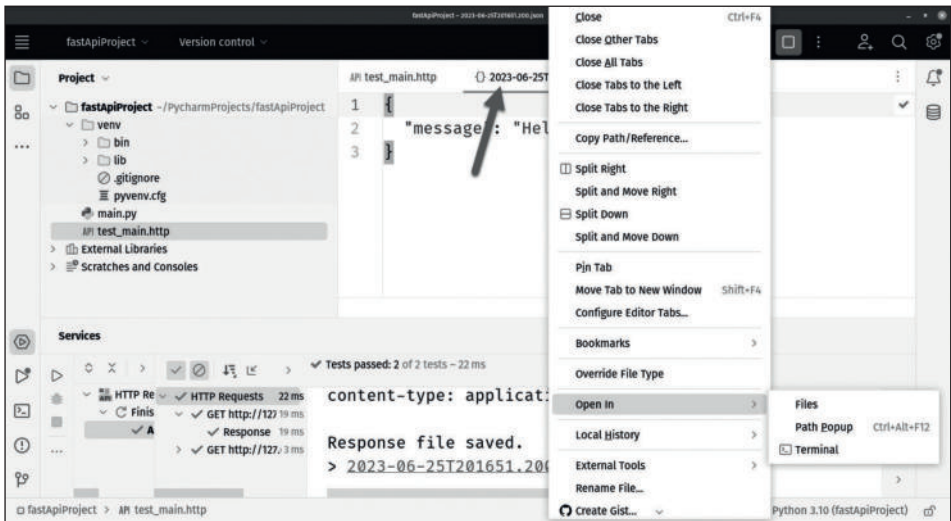 fastApiProject – 2023-06-25T201651.200.json
fastApiProject
Version control
Project
fastApiProject ~/PycharmProjects/fastApiProject
venv
bin
lib
.gitignore
pyvenv.cfg
main.py
API test_main.http
External Libraries
Scratches and Consoles
API test_main.http
{} 2023-06-25T
1 {
2 "message": "Hel
3 }
Close Ctrl+F4
Close Other Tabs
Close All Tabs
Close Tabs to the Left
Close Tabs to the Right
Copy Path/Reference...
Split Right
Split and Move Right
Split Down
Split and Move Down
Pin Tab
Move Tab to New Window Shift+F4
Configure Editor Tabs...
Bookmarks
Override File Type
Open In
Local History
External Tools
Rename File...
Create Gist...
Files
Path Popup Ctrl+Alt+F12
Terminal
Services
HTTP Re
Finis
A
HTTP Requests 22 ms
GET http://127 19 ms
Response 19 ms
GET http://127. 3 ms
Tests passed: 2 of 2 tests – 22 ms
content-type: applicati
Response file saved.
> 2023-06-25T201651.200
fastApiProject > API test_main.http
Python 3.10 (fastApiProject)